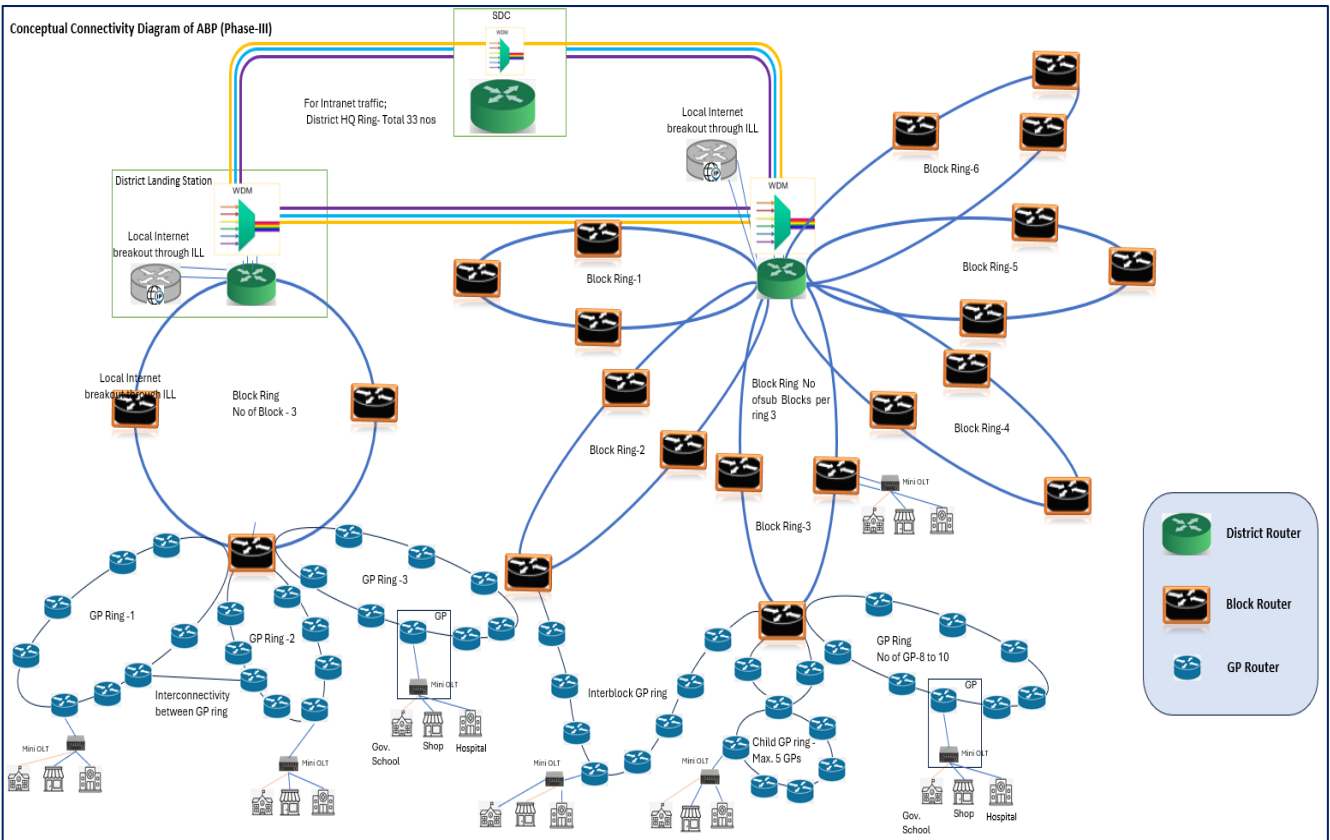 Conceptual Connectivity Diagram of ABP (Phase-III)
SDC
WDM
For Intranet traffic;
District HQ Ring- Total 33 nos
Local Internet
breakout through ILL
District Landing Station
WDM
WDM
Local Internet
breakout through ILL
Block Ring-6
Block Ring-1
Block Ring-5
Local Internet
breakout through ILL
Block Ring
No of Block - 3
Block Ring No
ofsub Blocks per
ring 3
Block Ring-2
Block Ring-4
Mini OLT
Block Ring-3
District Router
Block Router
GP Router
GP Ring -1
GP Ring -2
GP Ring -3
GP
Mini OLT
Interconnectivity
between GP ring
Gov.
School
Shop
Hospital
Mini OLT
Mini OLT
Interblock GP ring
Mini OLT
GP Ring
No of GP-8 to 10
GP
Child GP ring -
Max. 5 GPs
Mini OLT
Mini OLT
Gov.
School
Shop
Hospital
IP
IP